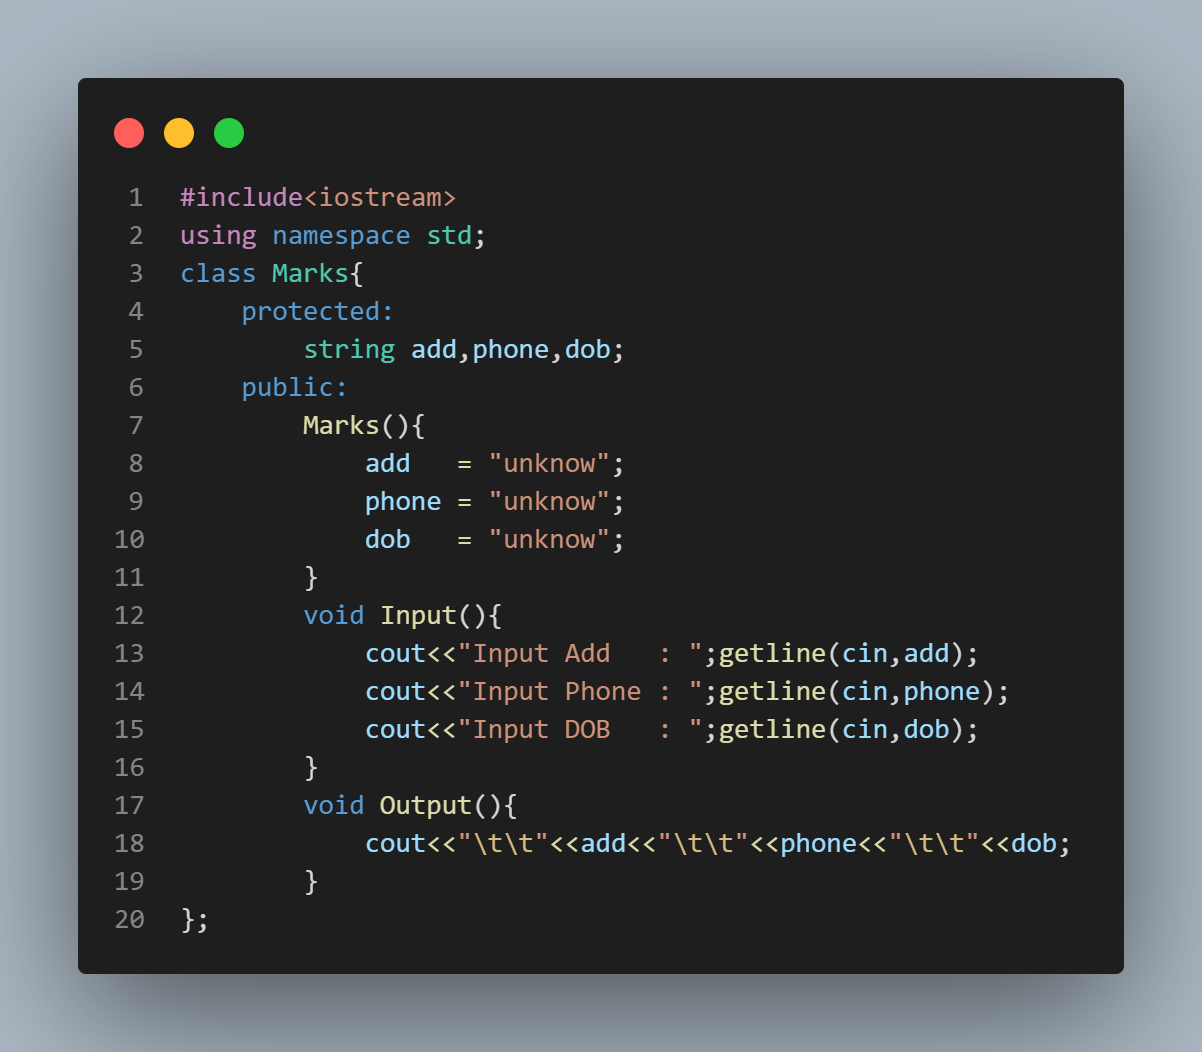 1 #include<iostream>
2 using namespace std;
3 class Marks{
4     protected:
5         string add,phone,dob;
6     public:
7         Marks(){
8             add   = "unknow";
9             phone = "unknow";
10             dob   = "unknow";
11         }
12         void Input(){
13             cout<<"Input Add   : ";getline(cin,add);
14             cout<<"Input Phone : ";getline(cin,phone);
15             cout<<"Input DOB   : ";getline(cin,dob);
16         }
17         void Output(){
18             cout<<"\t\t"<<add<<"\t\t"<<phone<<"\t\t"<<dob;
19         }
20 };